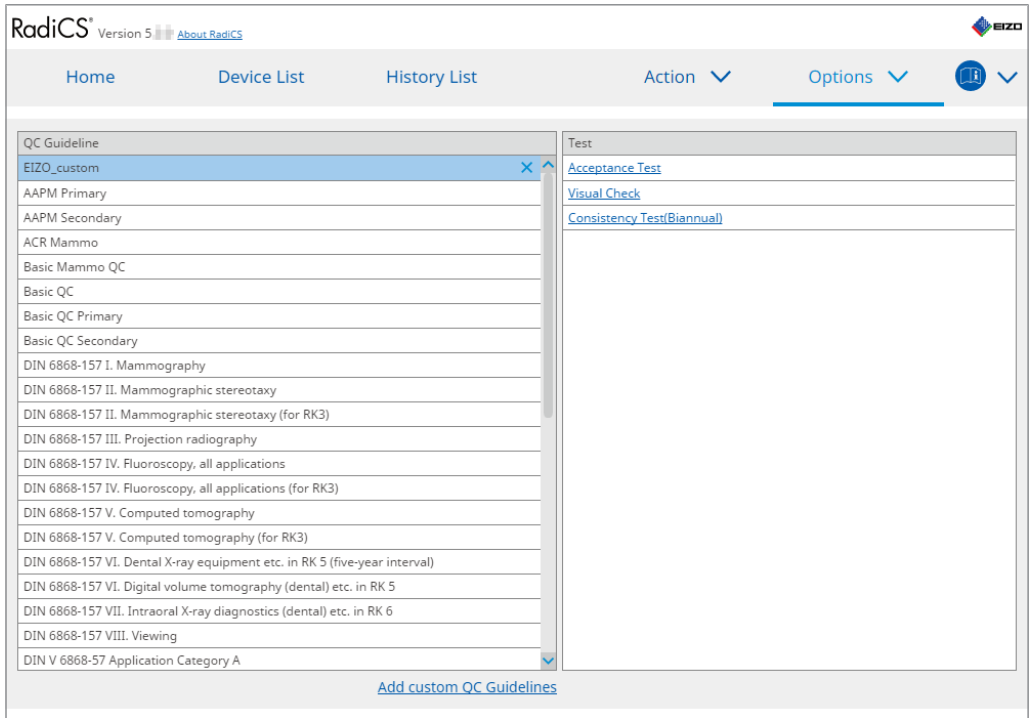 RadiCS® Version 5. About RadiCS
EIZO
Home Device List History List Action Options
QC Guideline
EIZO_custom
AAPM Primary
AAPM Secondary
ACR Mammo
Basic Mammo QC
Basic QC
Basic QC Primary
Basic QC Secondary
DIN 6868-157 I. Mammography
DIN 6868-157 II. Mammographic stereotaxy
DIN 6868-157 II. Mammographic stereotaxy (for RK3)
DIN 6868-157 III. Projection radiography
DIN 6868-157 IV. Fluoroscopy, all applications
DIN 6868-157 IV. Fluoroscopy, all applications (for RK3)
DIN 6868-157 V. Computed tomography
DIN 6868-157 V. Computed tomography (for RK3)
DIN 6868-157 VI. Dental X-ray equipment etc. in RK 5 (five-year interval)
DIN 6868-157 VI. Digital volume tomography (dental) etc. in RK 5
DIN 6868-157 VII. Intraoral X-ray diagnostics (dental) etc. in RK 6
DIN 6868-157 VIII. Viewing
DIN V 6868-57 Application Category A
Test
Acceptance Test
Visual Check
Consistency Test(Biannual)
Add custom QC Guidelines